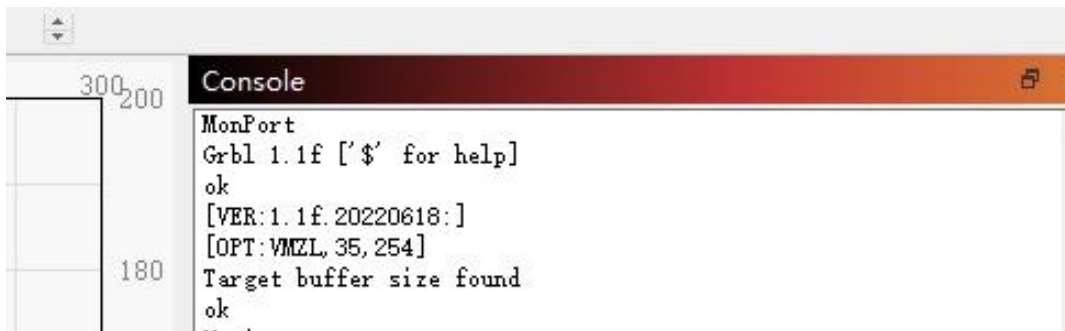 300
200
Console
MonPort
Grbl 1.1f ['$' for help]
ok
[VER:1.1f.20220618:]
[OPT:VMZL,35,254]
180
Target buffer size found
ok